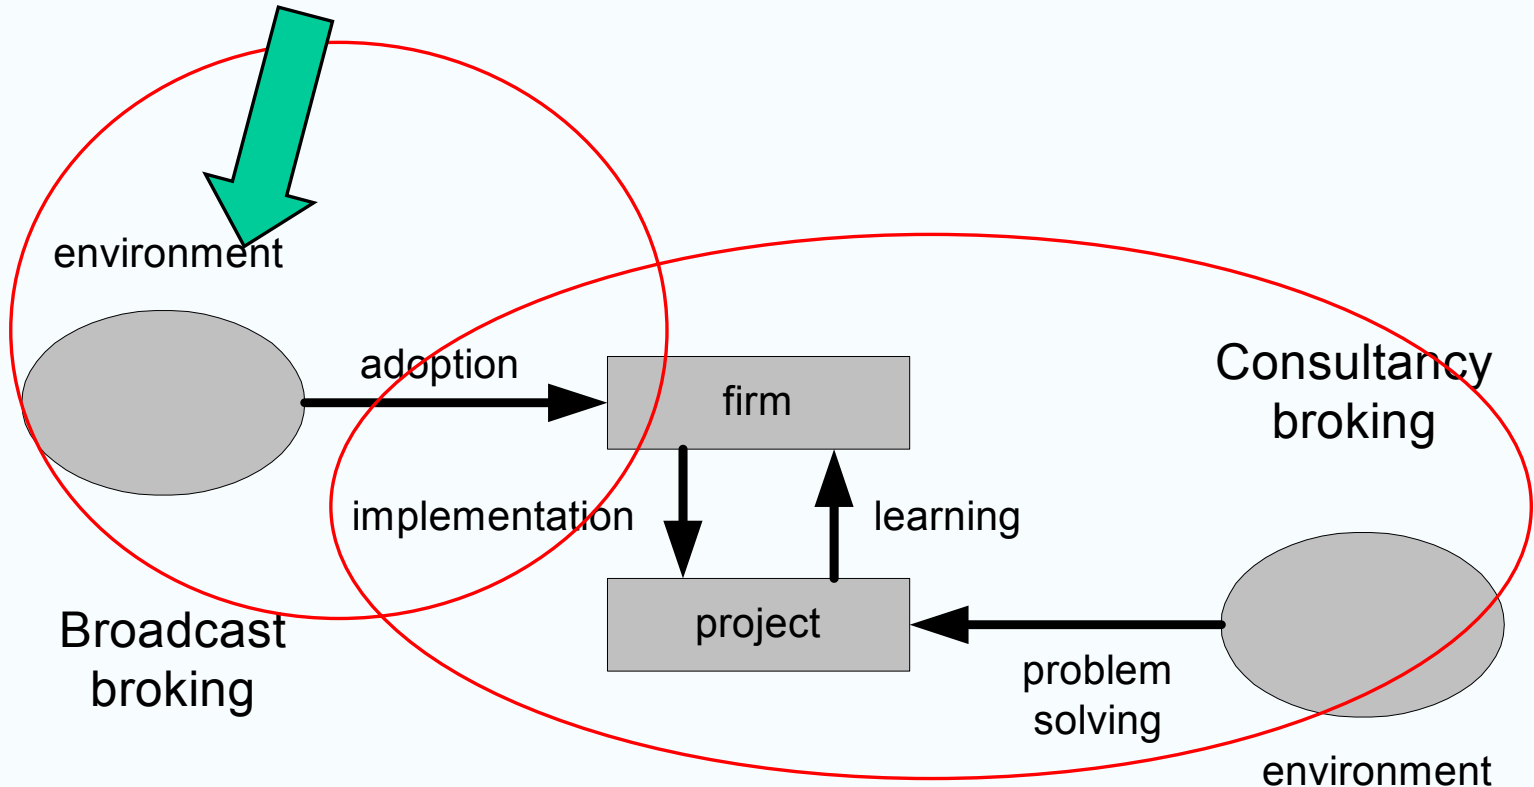 environment
adoption
firm
Consultancy
broking
implementation
learning
Broadcast
broking
project
problem
solving
environment